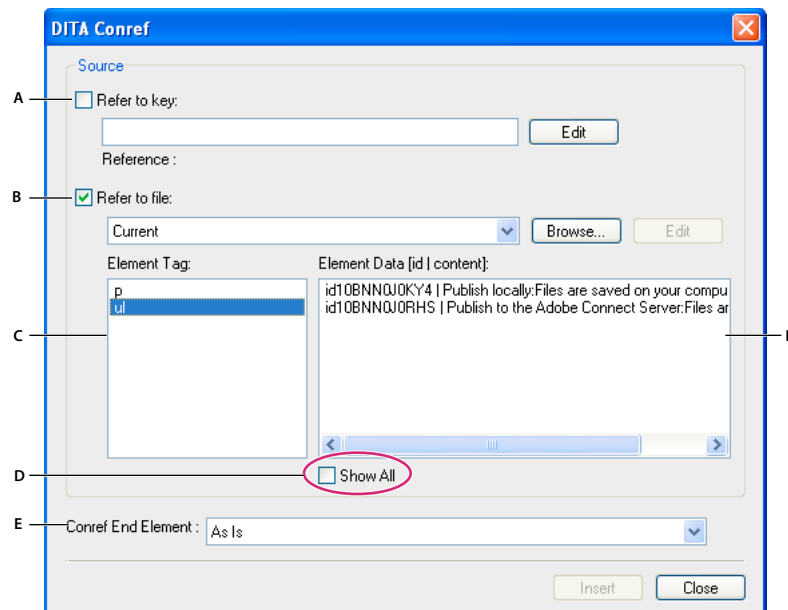 DITA Conref
Source
A
Refer to key:
Edit
Reference :
B
Refer to file:
Current
Browse...
Edit
Element Tag:
Element Data [id | content]:
p
ul
id10BNN0J0KY4 | Publish locally:Files are saved on your compu
id10BNN0J0RHS | Publish to the Adobe Connect Server:Files ar
C
D
Show All
E
Conref End Element :
As Is
Insert
Close